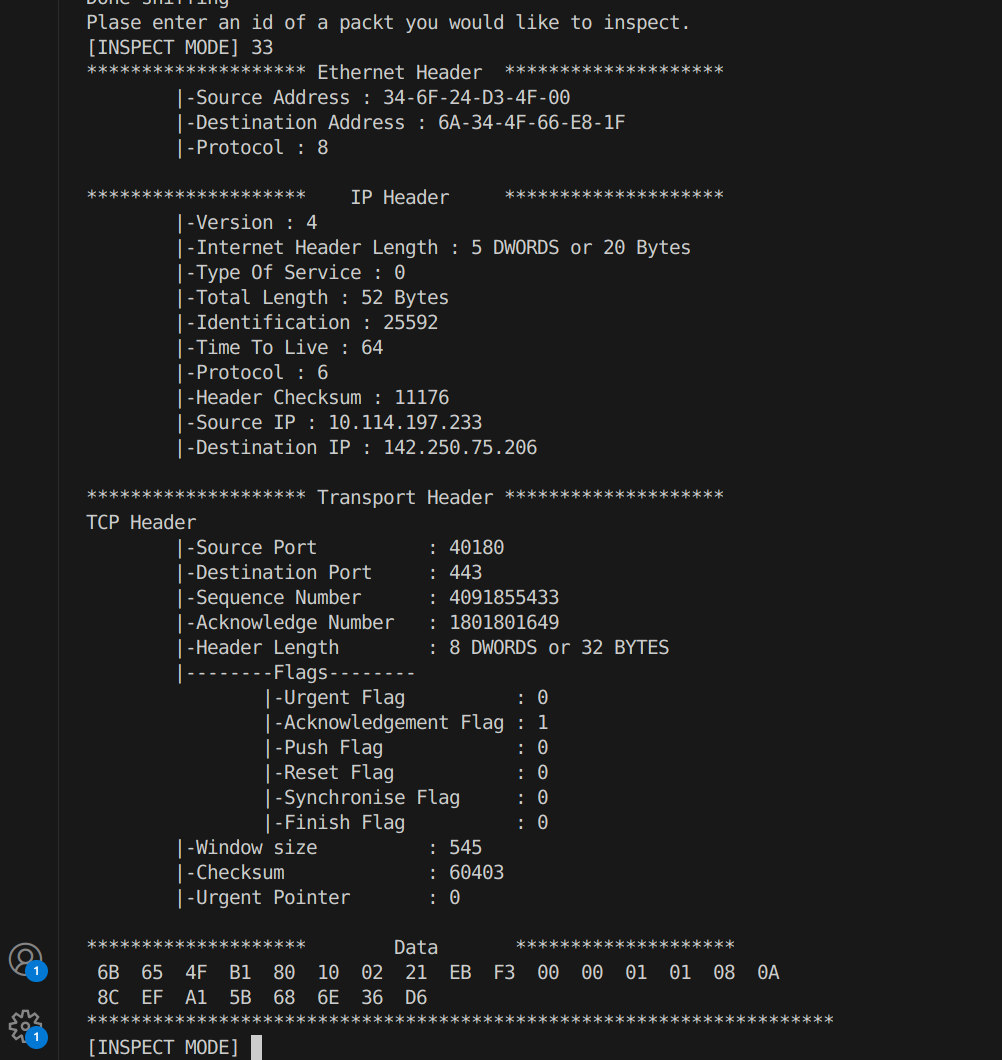 Done sniffing
Plase enter an id of a packt you would like to inspect.
[INSPECT MODE] 33
******************** Ethernet Header  ********************
        |-Source Address : 34-6F-24-D3-4F-00
        |-Destination Address : 6A-34-4F-66-E8-1F
        |-Protocol : 8

********************    IP Header     ********************
        |-Version : 4
        |-Internet Header Length : 5 DWORDS or 20 Bytes
        |-Type Of Service : 0
        |-Total Length : 52 Bytes
        |-Identification : 25592
        |-Time To Live : 64
        |-Protocol : 6
        |-Header Checksum : 11176
        |-Source IP : 10.114.197.233
        |-Destination IP : 142.250.75.206

******************** Transport Header ********************
TCP Header
        |-Source Port          : 40180
        |-Destination Port     : 443
        |-Sequence Number      : 4091855433
        |-Acknowledge Number   : 1801801649
        |-Header Length        : 8 DWORDS or 32 BYTES
        |--------Flags--------
                |-Urgent Flag          : 0
                |-Acknowledgement Flag : 1
                |-Push Flag            : 0
                |-Reset Flag           : 0
                |-Synchronise Flag     : 0
                |-Finish Flag          : 0
        |-Window size          : 545
        |-Checksum             : 60403
        |-Urgent Pointer       : 0

********************        Data       ********************
 6B  65  4F  B1  80  10  02  21  EB  F3  00  00  01  01  08  0A
 8C  EF  A1  5B  68  6E  36  D6
********************************************************************
[INSPECT MODE]
1
1